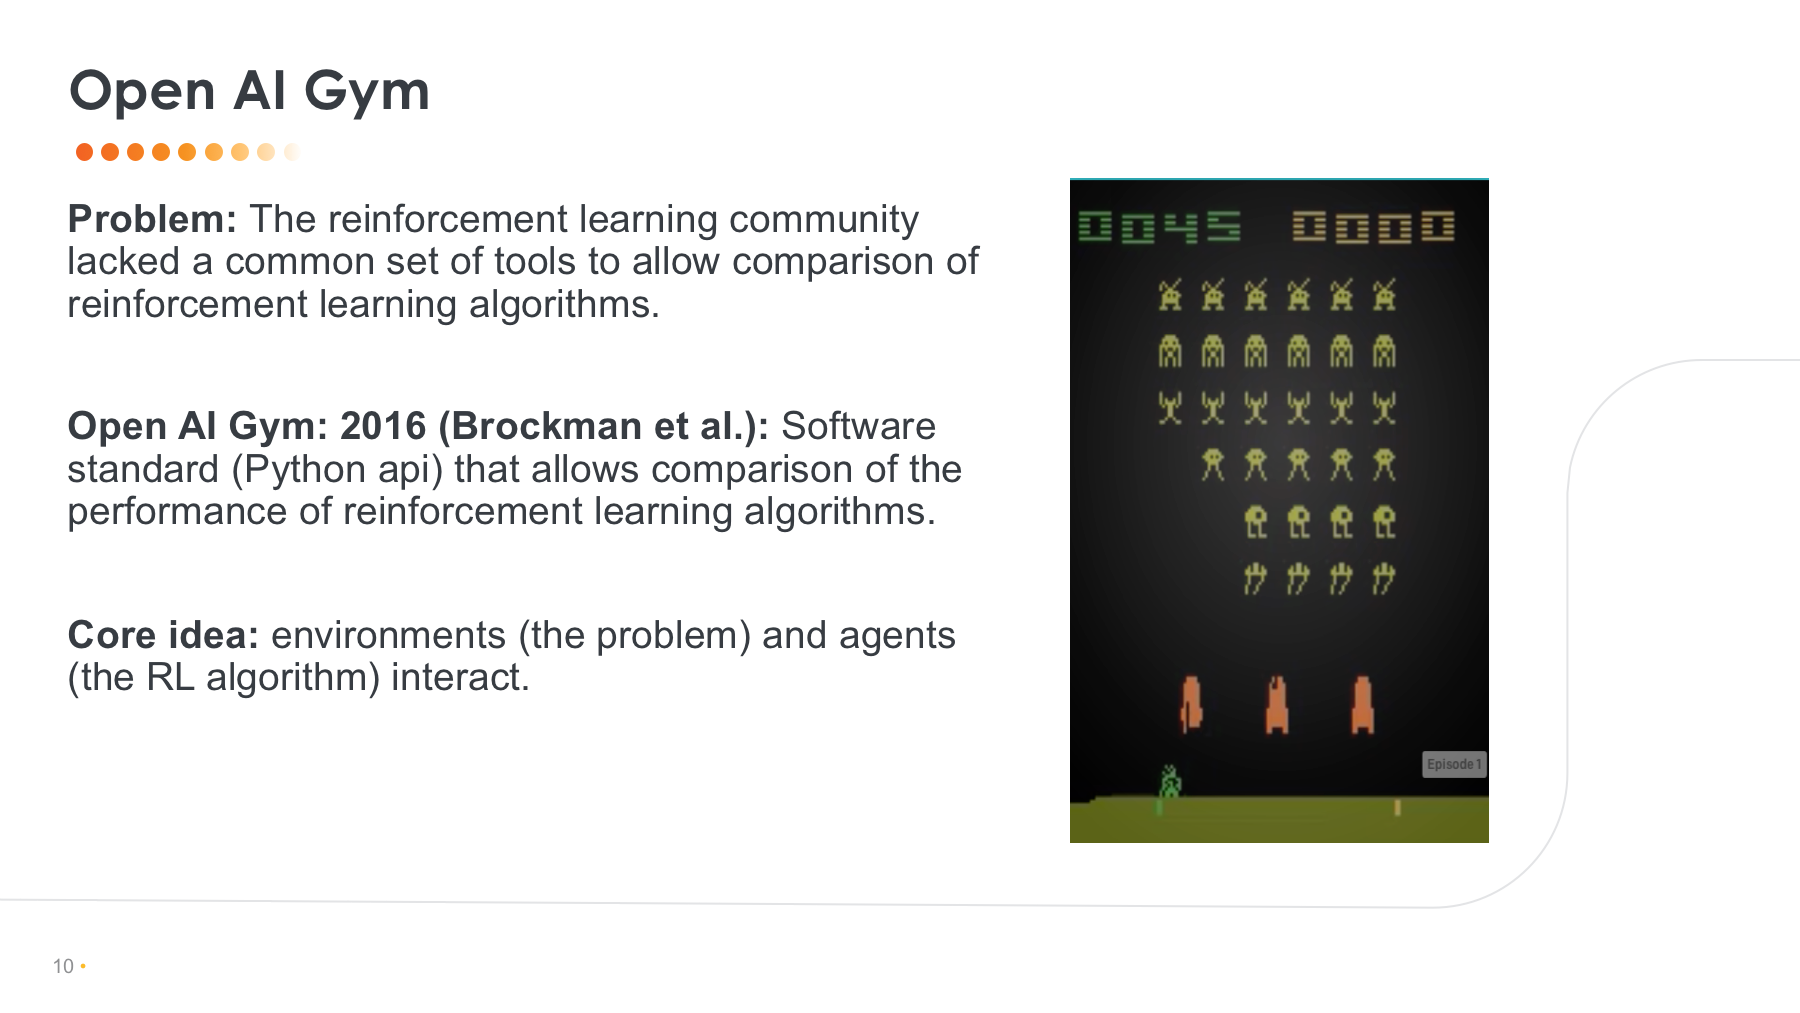 Open AI Gym
Problem: The reinforcement learning community
lacked a common set of tools to allow comparison of
reinforcement learning algorithms.
Open AI Gym: 2016 (Brockman et al.): Software
standard (Python api) that allows comparison of the
performance of reinforcement learning algorithms.
Core idea: environments (the problem) and agents
(the RL algorithm) interact.
0045 0000
Episode 1
10 •